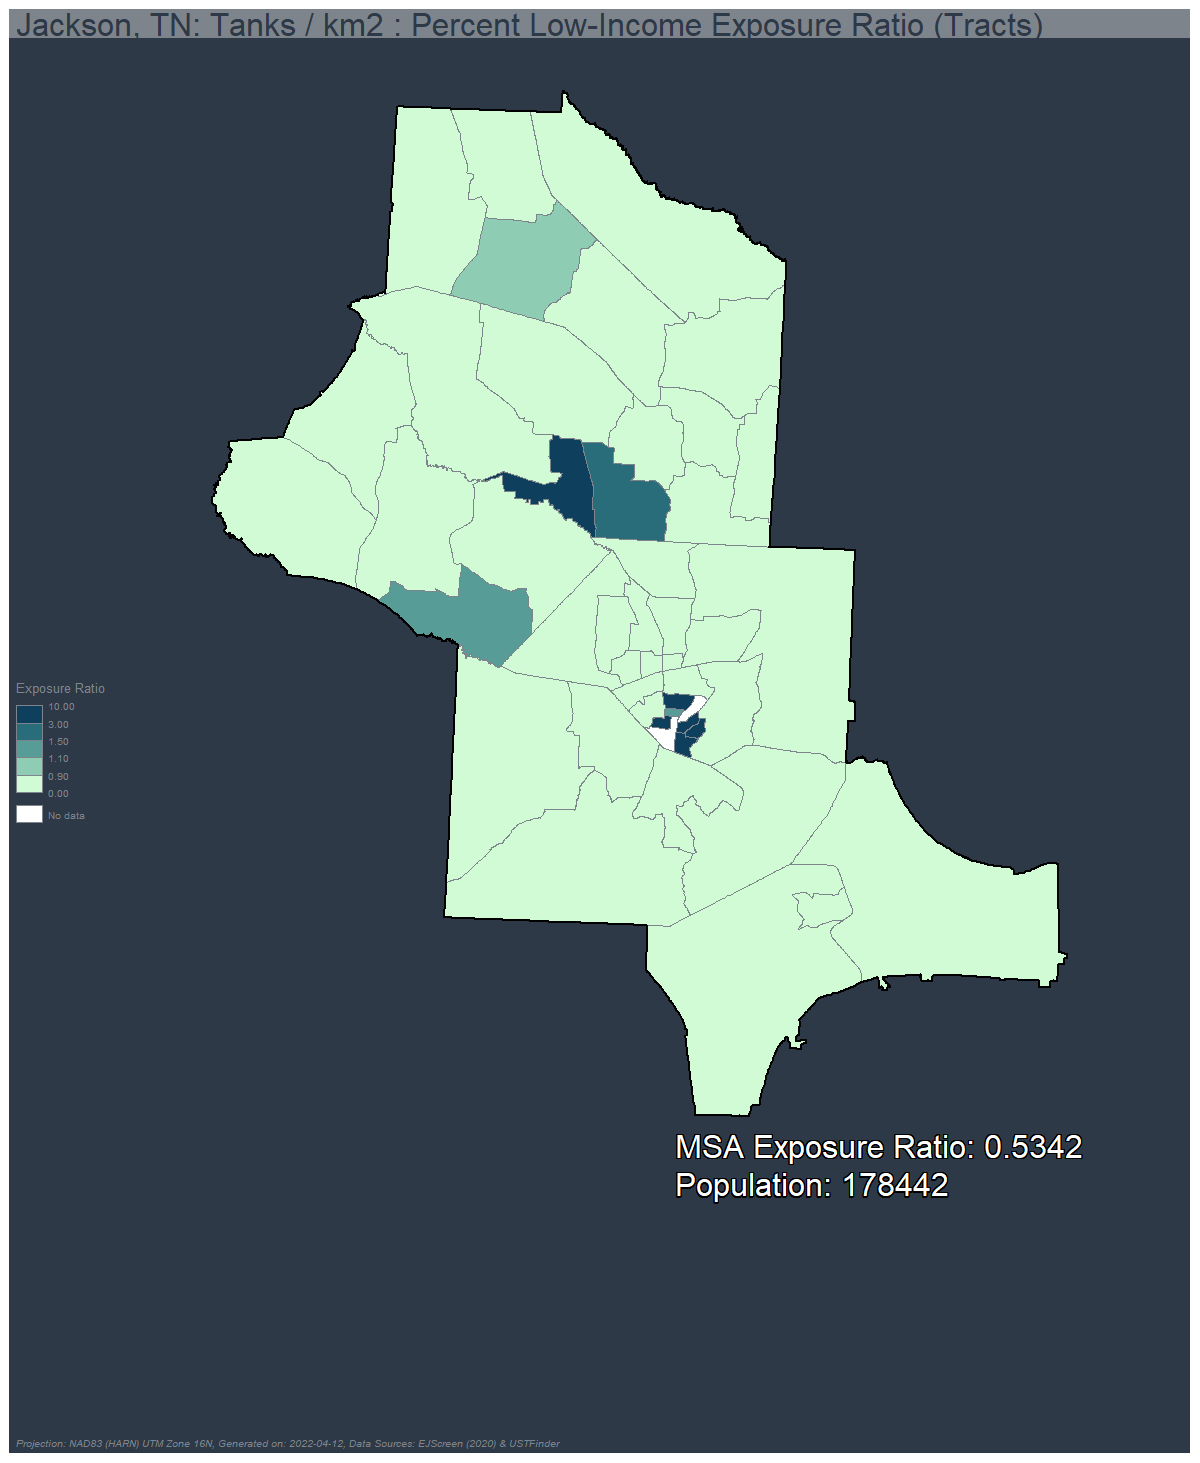 Jackson, TN: Tanks / km2 : Percent Low-Income Exposure Ratio (Tracts)
Exposure Ratio
10.00
3.00
1.50
1.10
0.90
0.00
No data
MSA Exposure Ratio: 0.5342
Population: 178442
Projection: NAD83 (HARN) UTM Zone 16N, Generated on: 2022-04-12, Data Sources: EJScreen (2020) & USTFinder